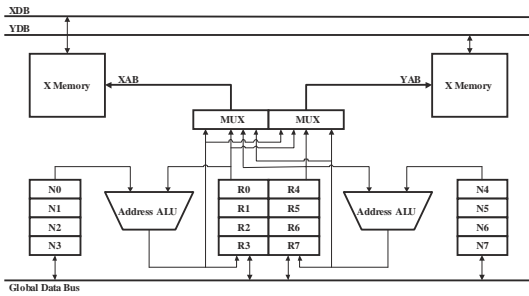 XDB
YDB
X Memory
XAB
YAB
X Memory
MUX
MUX
N0
N1
N2
N3
Address ALU
R0
R4
R1
R5
R2
R6
R3
R7
Address ALU
N4
N5
N6
N7
Global Data Bus